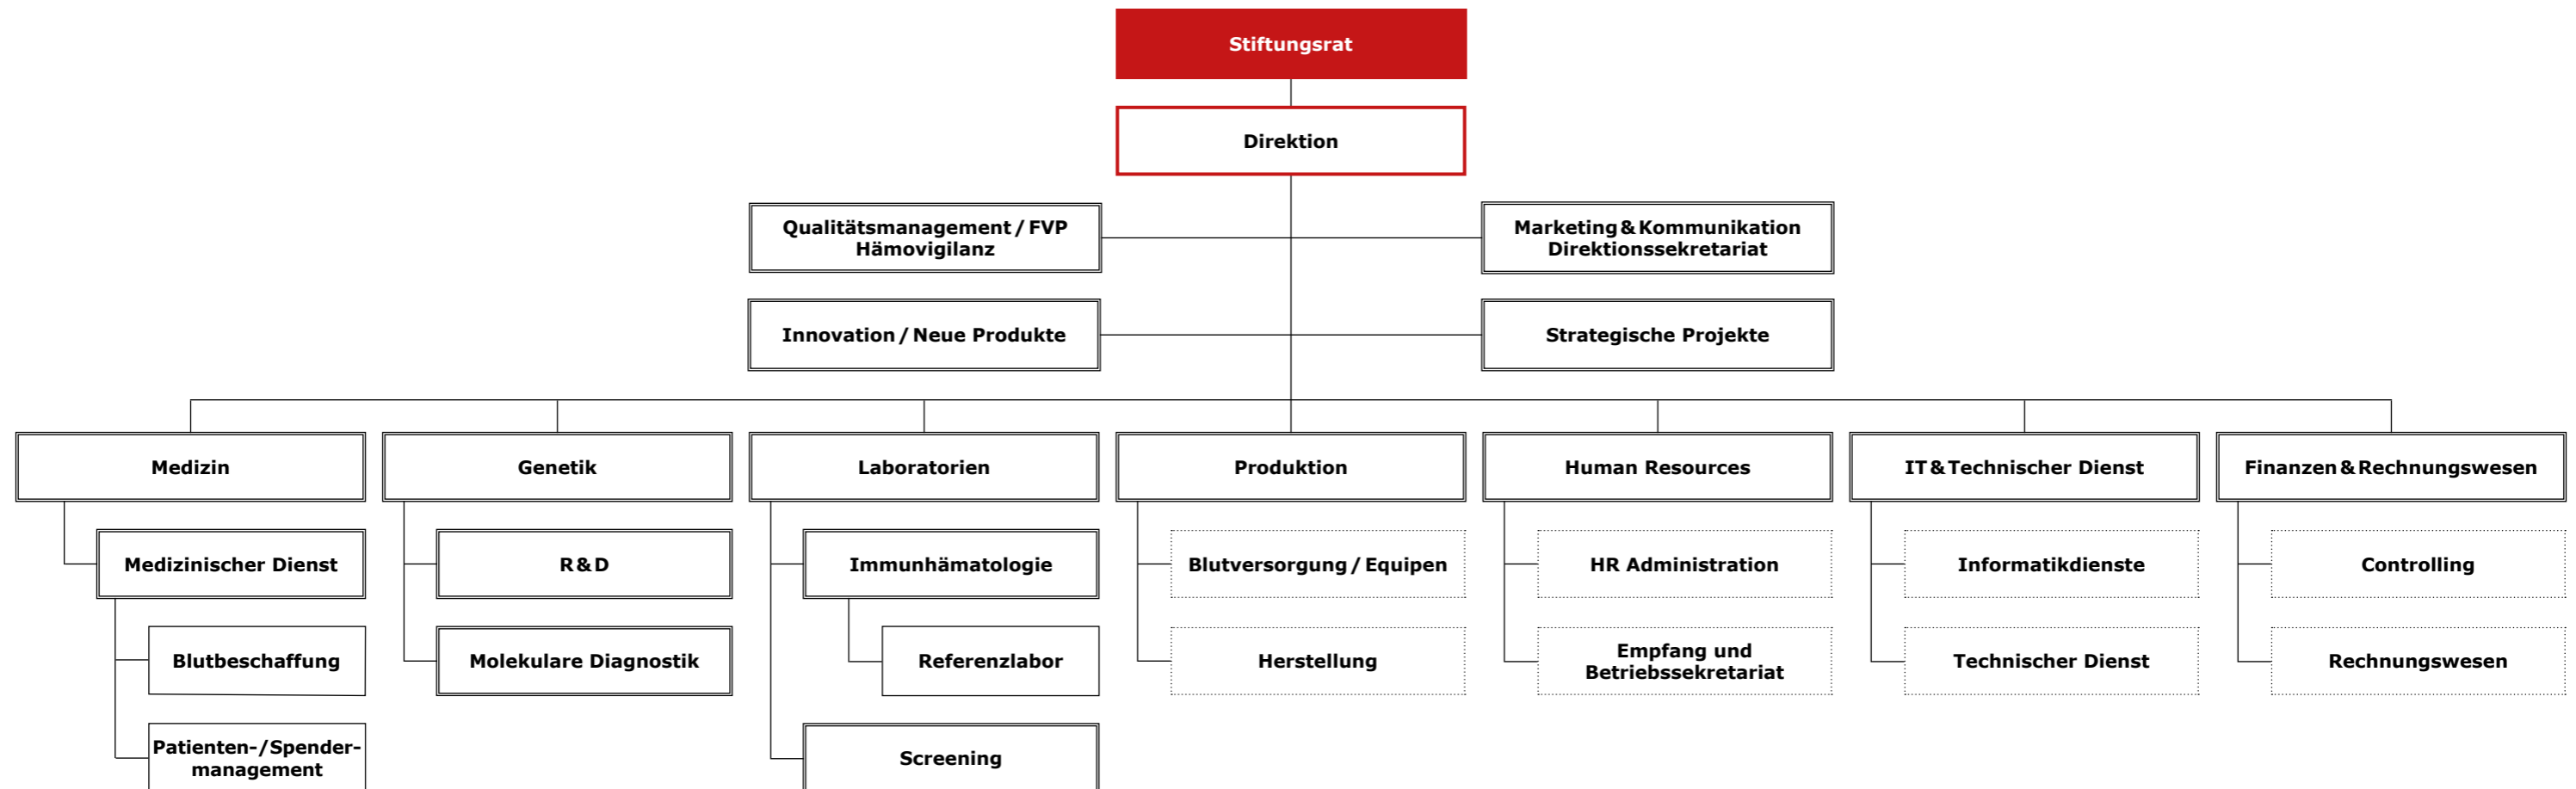 Stiftungsrat
Direktion
Qualitätsmanagement / FVP
Hämovigilanz
Marketing & Kommunikation
Direktionssekretariat
Innovation / Neue Produkte
Strategische Projekte
Medizin
Genetik
Laboratorien
Produktion
Human Resources
IT & Technischer Dienst
Finanzen & Rechnungswesen
Medizinischer Dienst
R & D
Immunhämatologie
Blutversorgung / Equipen
HR Administration
Informatikdienste
Controlling
Blutbeschaffung
Molekulare Diagnostik
Referenzlabor
Herstellung
Empfang und
Betriebssekretariat
Technischer Dienst
Rechnungswesen
Patienten-/Spender-
management
Screening